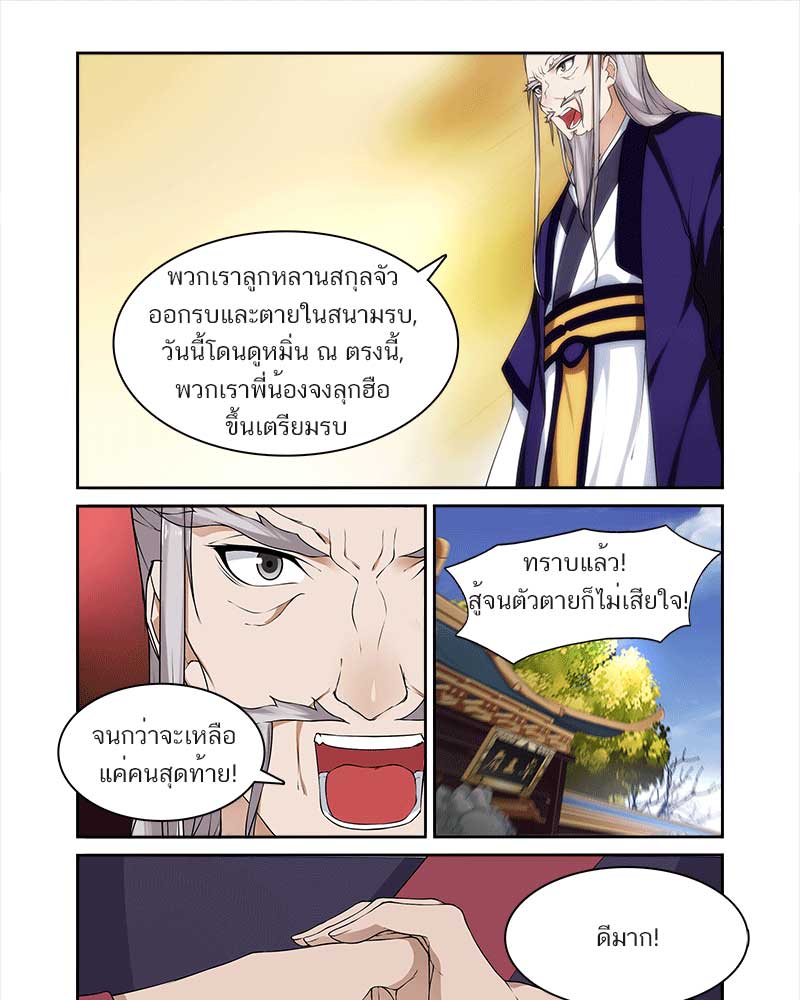 พวกเราลูกหลานสกุลจัว
ออกรบและตายในสนามรบ,
วันนี้โดนดูหมิ่น ณ ตรงนี้,
พวกเราพี่น้องจงลุกฮือ
ขึ้นเตรียมรบ
ทราบแล้ว!
สู้จนตัวตายก็ไม่เสียใจ!
จนกว่าจะเหลือ
แค่คนสุดท้าย!
ดีมาก!